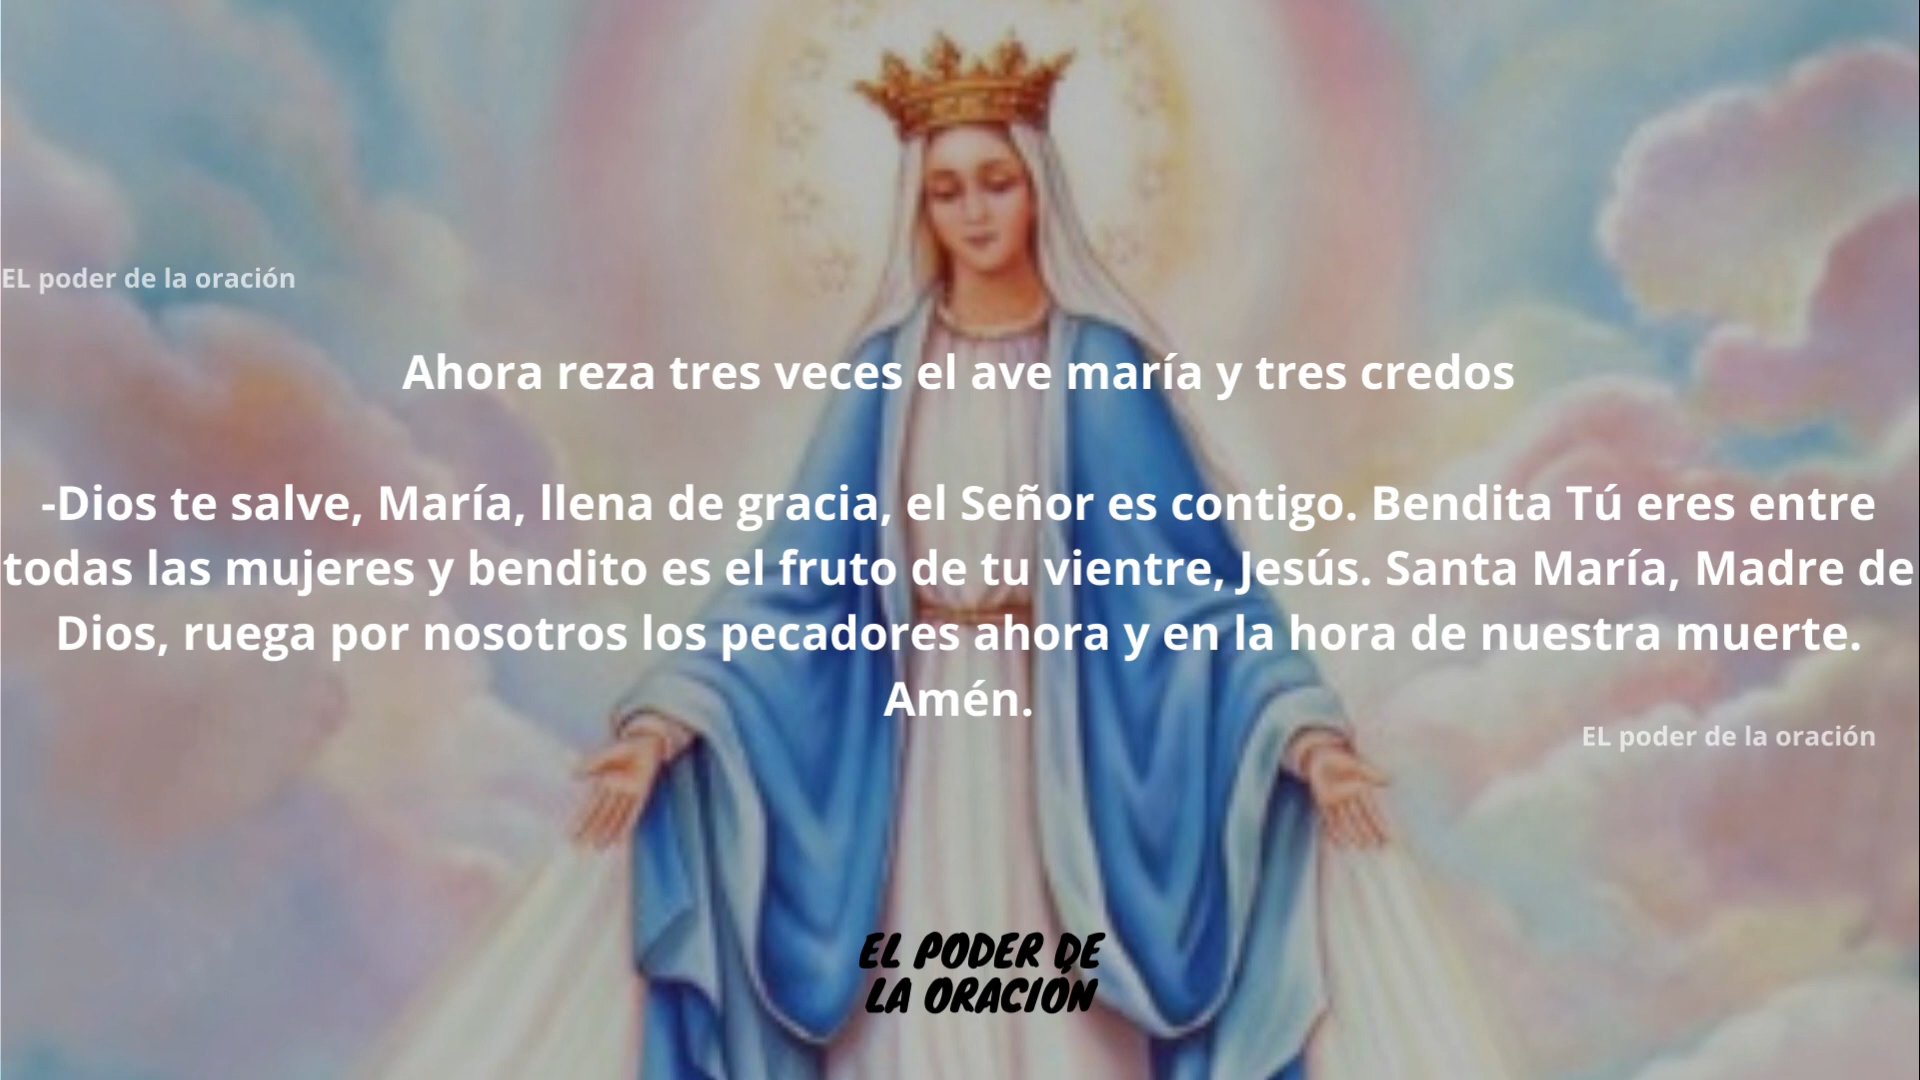 EL poder de la oración
Ahora reza tres veces el ave maría y tres credos
-Dios te salve, María, llena de gracia, el Señor es contigo. Bendita Tú eres entre
todas las mujeres y bendito es el fruto de tu vientre, Jesús. Santa María, Madre de
Dios, ruega por nosotros los pecadores ahora y en la hora de nuestra muerte.
Amén.
EL poder de la oración
EL PODER DE
LA ORACIÓN